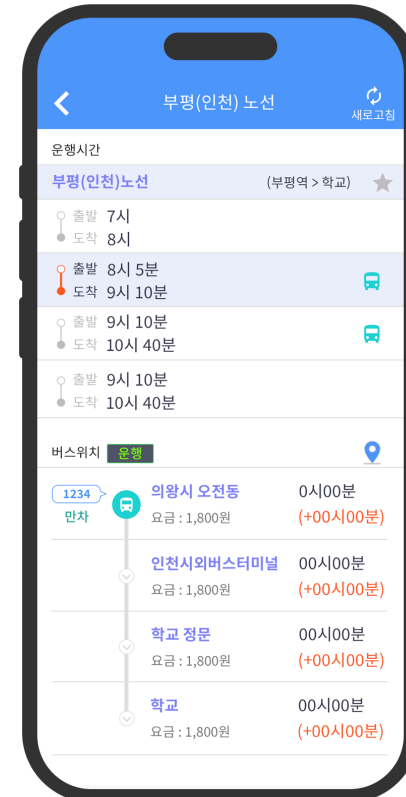 부평(인천) 노선
새로고침
운행시간
부평(인천)노선 (부평역 > 학교)
출발 7시
도착 8시
출발 8시 5분
도착 9시 10분
출발 9시 10분
도착 10시 40분
출발 9시 10분
도착 10시 40분
버스위치 운행
1234 의왕시 오전동 0시00분
만차 요금 : 1,800원 (+00시00분)
인천시외버스터미널 00시00분
요금 : 1,800원 (+00시00분)
학교 정문 00시00분
요금 : 1,800원 (+00시00분)
학교 00시00분
요금 : 1,800원 (+00시00분)